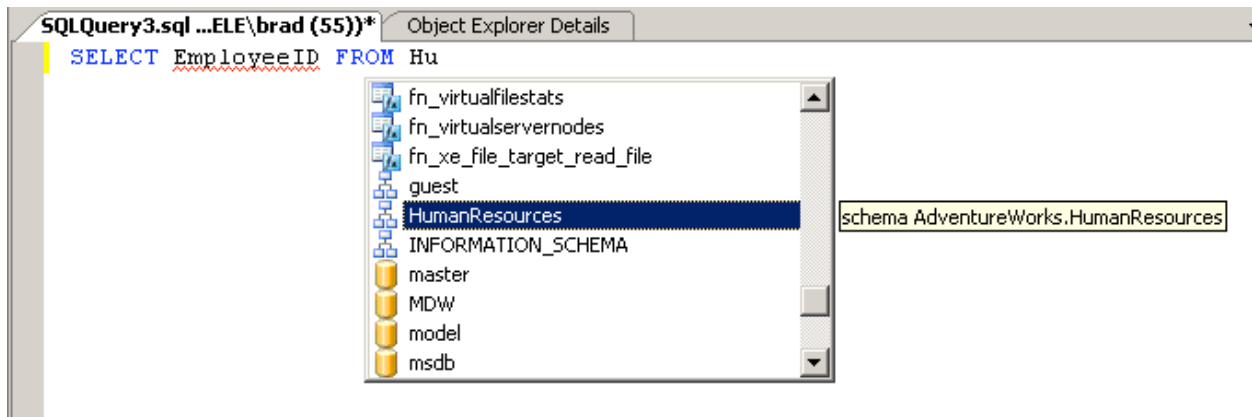 SQLQuery3.sql ...ELE\brad (55))* Object Explorer Details
SELECT EmployeeID FROM Hu
fn_virtualfilestats
fn_virtualservernodes
fn_xe_file_target_read_file
guest
HumanResources schema AdventureWorks.HumanResources
INFORMATION_SCHEMA
master
MDW
model
msdb